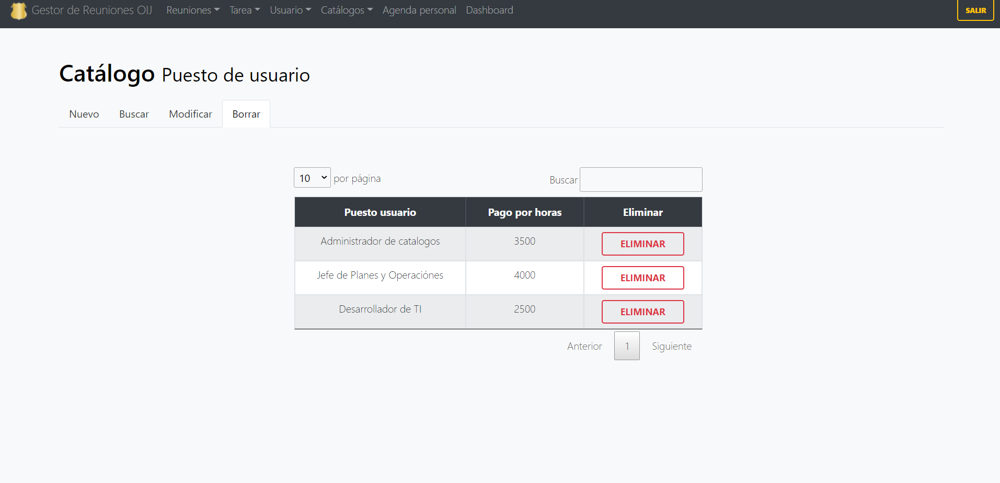 Gestor de Reuniones OIJ Reuniones Tarea Usuario Catálogos Agenda personal Dashboard SALIR
Catálogo Puesto de usuario
Nuevo Buscar Modificar Borrar
10 por página Buscar
Puesto usuario Pago por horas Eliminar
Administrador de catalogos 3500 ELIMINAR
Jefe de Planes y Operaciónes 4000 ELIMINAR
Desarrollador de TI 2500 ELIMINAR
Anterior 1 Siguiente